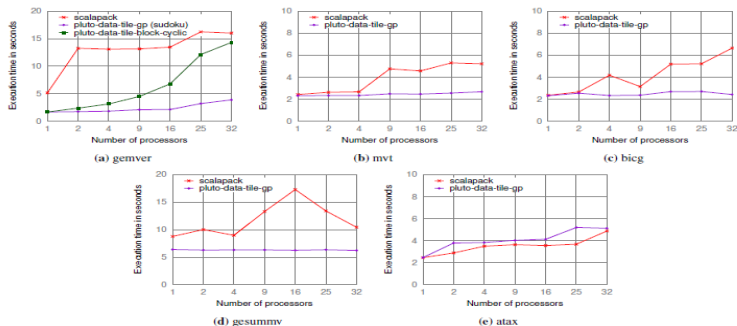 scalapack
pluto-data-tile-gp (sudoku)
pluto-data-tile-block-cyclic
Execution time in seconds
20
15
10
5
0
1 2 4 9 16 25 32
Number of processors
(a) gemver
scalapack
pluto-data-tile-gp
Execution time in seconds
10
8
6
4
2
0
1 2 4 9 16 25 32
Number of processors
(b) mvt
scalapack
pluto-data-tile-gp
Execution time in seconds
10
8
6
4
2
0
1 2 4 9 16 25 32
Number of processors
(c) bicg
scalapack
pluto-data-tile-gp
Execution time in seconds
20
15
10
5
0
1 2 4 9 16 25 32
Number of processors
(d) gesummv
scalapack
pluto-data-tile-gp
Execution time in seconds
10
8
6
4
2
0
1 2 4 9 16 25 32
Number of processors
(e) atax